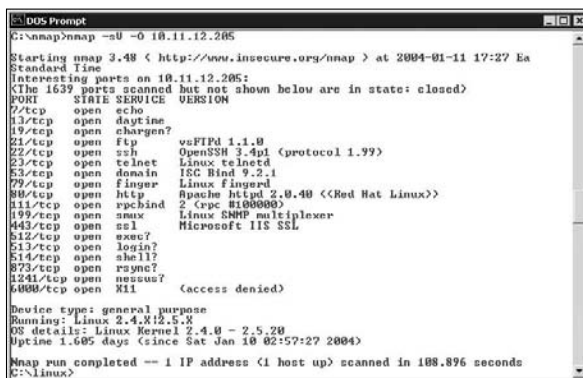 DOS Prompt
C:\nmap>nmap -sV -O 10.11.12.205
Starting nmap 3.48 ( http://www.insecure.org/nmap ) at 2004-01-11 17:27 Ea
Standard Time
Interesting ports on 10.11.12.205:
(The 1639 ports scanned but not shown below are in state: closed)
PORT STATE SERVICE VERSION
7/tcp open echo
13/tcp open daytime
19/tcp open chargen?
21/tcp open ftp vsFTPd 1.1.0
22/tcp open ssh OpenSSH 3.4p1 (protocol 1.99)
23/tcp open telnet Linux telnetd
53/tcp open domain ISC Bind 9.2.1
79/tcp open finger Linux fingerd
80/tcp open http Apache httpd 2.0.40 ((Red Hat Linux))
111/tcp open rpcbind 2 (rpc #100000)
199/tcp open smux Linux SNMP multiplexer
443/tcp open ssl Microsoft IIS SSL
512/tcp open exec?
513/tcp open login?
514/tcp open shell?
873/tcp open rsync?
1241/tcp open nessus?
6000/tcp open X11 (access denied)
Device type: general purpose
Running: Linux 2.4.X|2.5.X
OS details: Linux Kernel 2.4.0 - 2.5.20
Uptime 1.605 days (since Sat Jan 10 02:57:27 2004)
Nmap run completed -- 1 IP address (1 host up) scanned in 108.896 seconds
C:\linux>